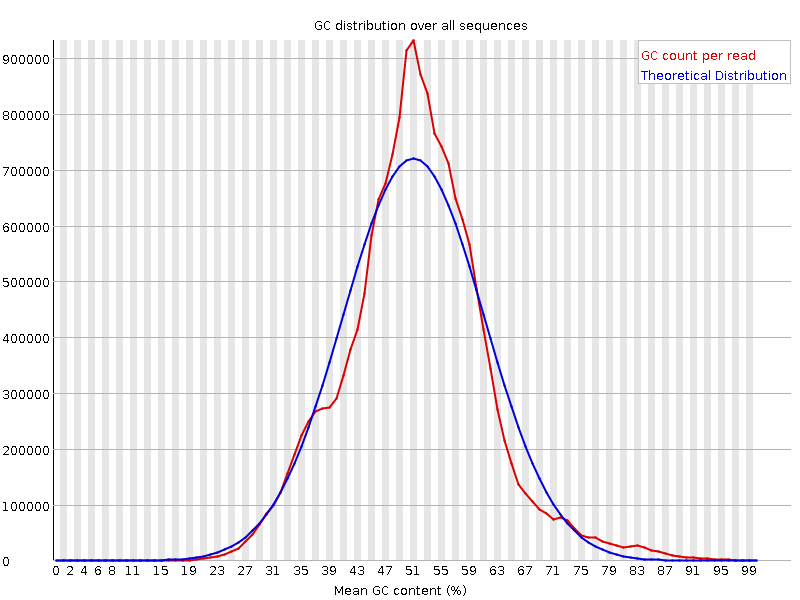 GC distribution over all sequences
GC count per read
Theoretical Distribution
900000
800000
700000
600000
500000
400000
300000
200000
100000
0
0 2 4 6 8 11 15 19 23 27 31 35 39 43 47 51 55 59 63 67 71 75 79 83 87 91 95 99
Mean GC content (%)